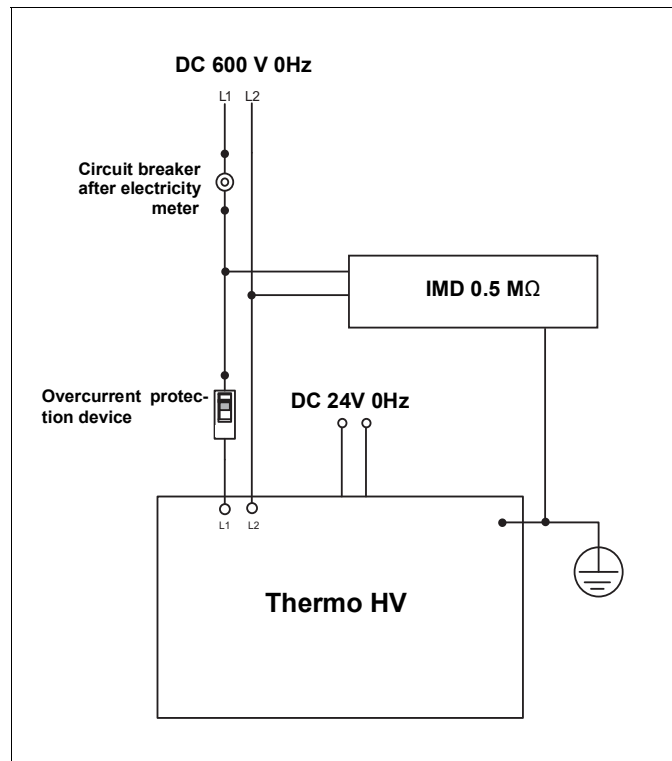 DC 600 V 0Hz
L1 L2
Circuit breaker
after electricity
meter
IMD 0.5 MΩ
Overcurrent protec-
tion device
DC 24V 0Hz
L1 L2
Thermo HV